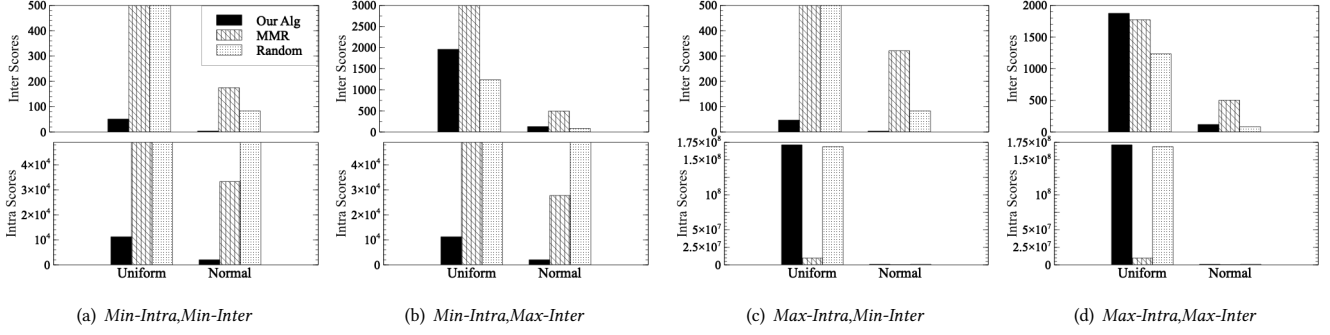 500
400
300
200
100
0
Inter Scores
Our Alg
MMR
Random
4×10⁴
3×10⁴
2×10⁴
10⁴
0
Intra Scores
Uniform Normal
(a) Min-Intra,Min-Inter
3000
2500
2000
1500
1000
500
0
Inter Scores
4×10⁴
3×10⁴
2×10⁴
10⁴
0
Intra Scores
Uniform Normal
(b) Min-Intra,Max-Inter
500
400
300
200
100
0
Inter Scores
1.75×10⁸
1.5×10⁸
10⁸
5×10⁷
2.5×10⁷
0
Intra Scores
Uniform Normal
(c) Max-Intra,Min-Inter
2000
1500
1000
500
0
Inter Scores
1.75×10⁸
1.5×10⁸
10⁸
5×10⁷
2.5×10⁷
0
Intra Scores
Uniform Normal
(d) Max-Intra,Max-Inter